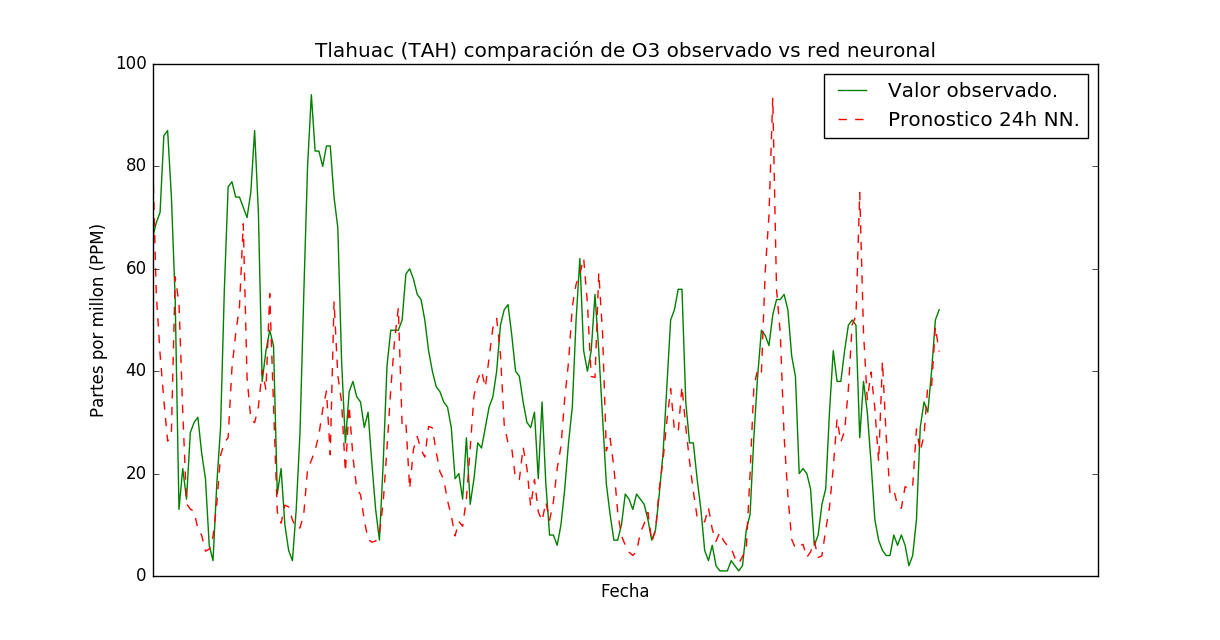 Tlahuac (TAH) comparación de O3 observado vs red neuronal
100
80
60
40
20
0
Partes por millon (PPM)
Valor observado.
Pronostico 24h NN.
Fecha